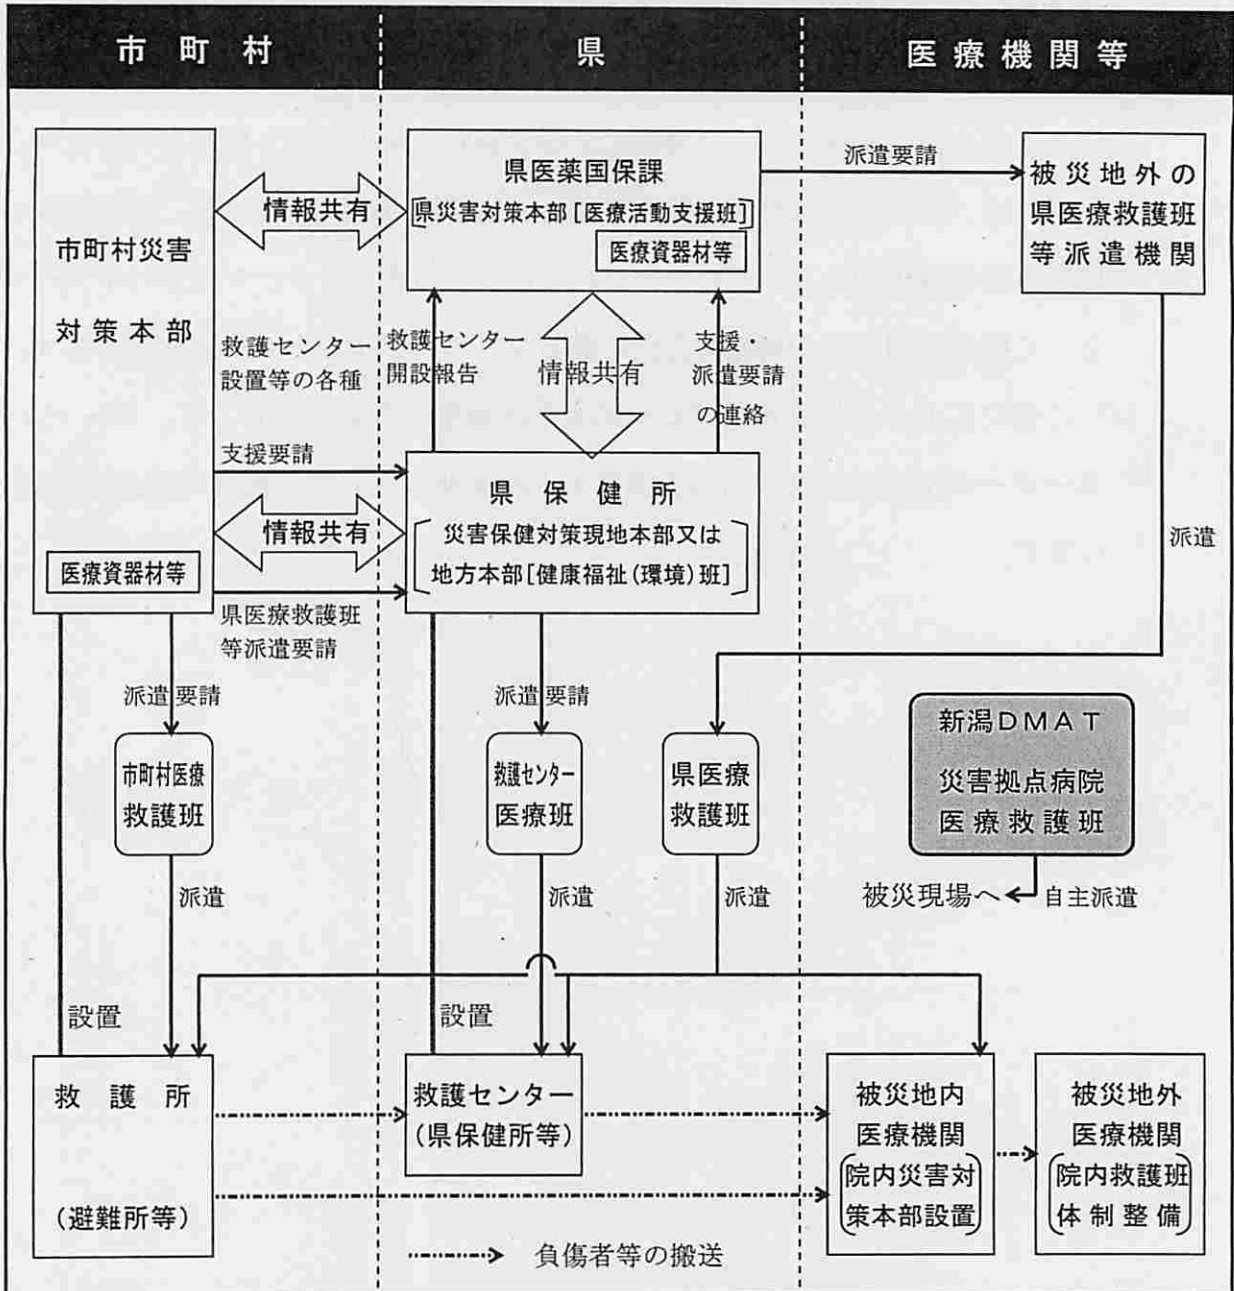 市町村
県
医療機関等
市町村災害
対策本部
医療資器材等
情報共有
県医薬国保課
[県災害対策本部[医療活動支援班]]
医療資器材等
派遣要請
被災地外の
県医療救護班
等派遣機関
救護センター
設置等の各種
支援要請
救護センター
開設報告
情報共有
支援・
派遣要請
の連絡
情報共有
県保健所
災害保健対策現地本部又は
地方本部[健康福祉(環境)班]
県医療救護班
等派遣要請
派遣
派遣要請
市町村医療
救護班
派遣
派遣要請
救護センター
医療班
派遣
県医療
救護班
派遣
新潟DMAT
災害拠点病院
医療救護班
被災現場へ
自主派遣
設置
設置
救護所
(避難所等)
救護センター
(県保健所等)
被災地内
医療機関
院内災害対
策本部設置
被災地外
医療機関
院内救護班
体制整備
負傷者等の搬送